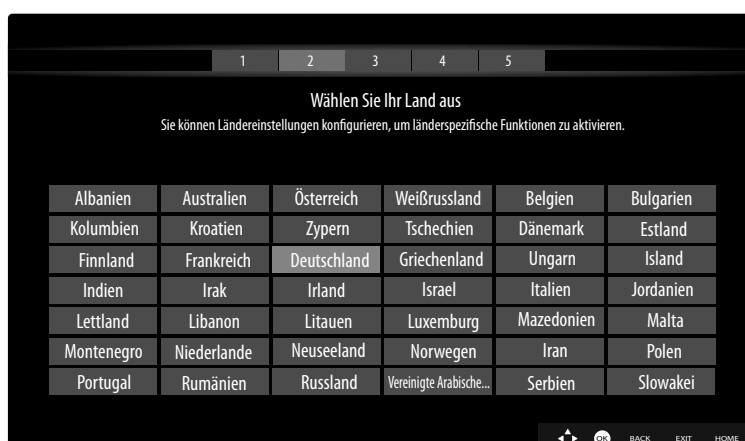 1 2 3 4 5
Wählen Sie Ihr Land aus
Sie können Ländereinstellungen konfigurieren, um länderspezifische Funktionen zu aktivieren.
Albanien Australien Österreich Weißrussland Belgien Bulgarien
Kolumbien Kroatien Zypern Tschechien Dänemark Estland
Finnland Frankreich Deutschland Griechenland Ungarn Island
Indien Irak Irland Israel Italien Jordanien
Lettland Libanon Litauen Luxemburg Mazedonien Malta
Montenegro Niederlande Neuseeland Norwegen Iran Polen
Portugal Rumänien Russland Vereinigte Arabische... Serbien Slowakei
OK BACK EXIT HOME